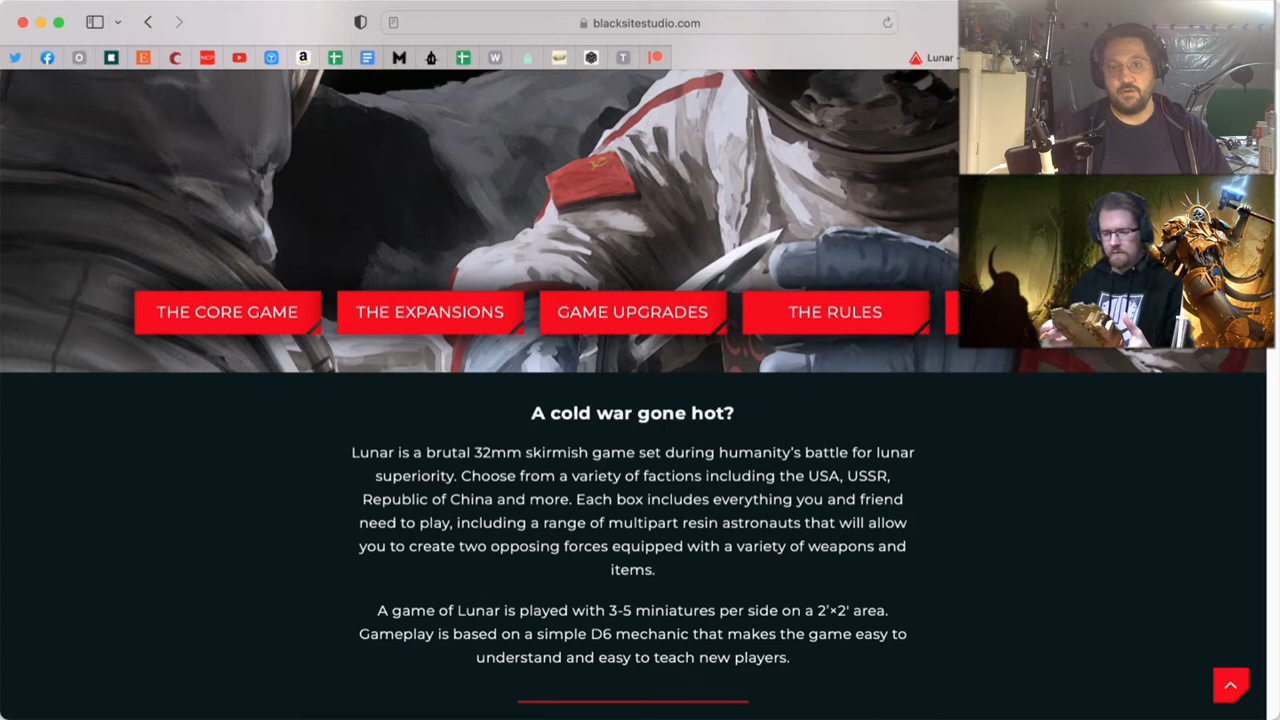 blacksitestudio.com
Lunar
THE CORE GAME
THE EXPANSIONS
GAME UPGRADES
THE RULES
A cold war gone hot?
Lunar is a brutal 32mm skirmish game set during humanity's battle for lunar
superiority. Choose from a variety of factions including the USA, USSR,
Republic of China and more. Each box includes everything you and friend
need to play, including a range of multipart resin astronauts that will allow
you to create two opposing forces equipped with a variety of weapons and
items.
A game of Lunar is played with 3-5 miniatures per side on a 2'×2' area.
Gameplay is based on a simple D6 mechanic that makes the game easy to
understand and easy to teach new players.